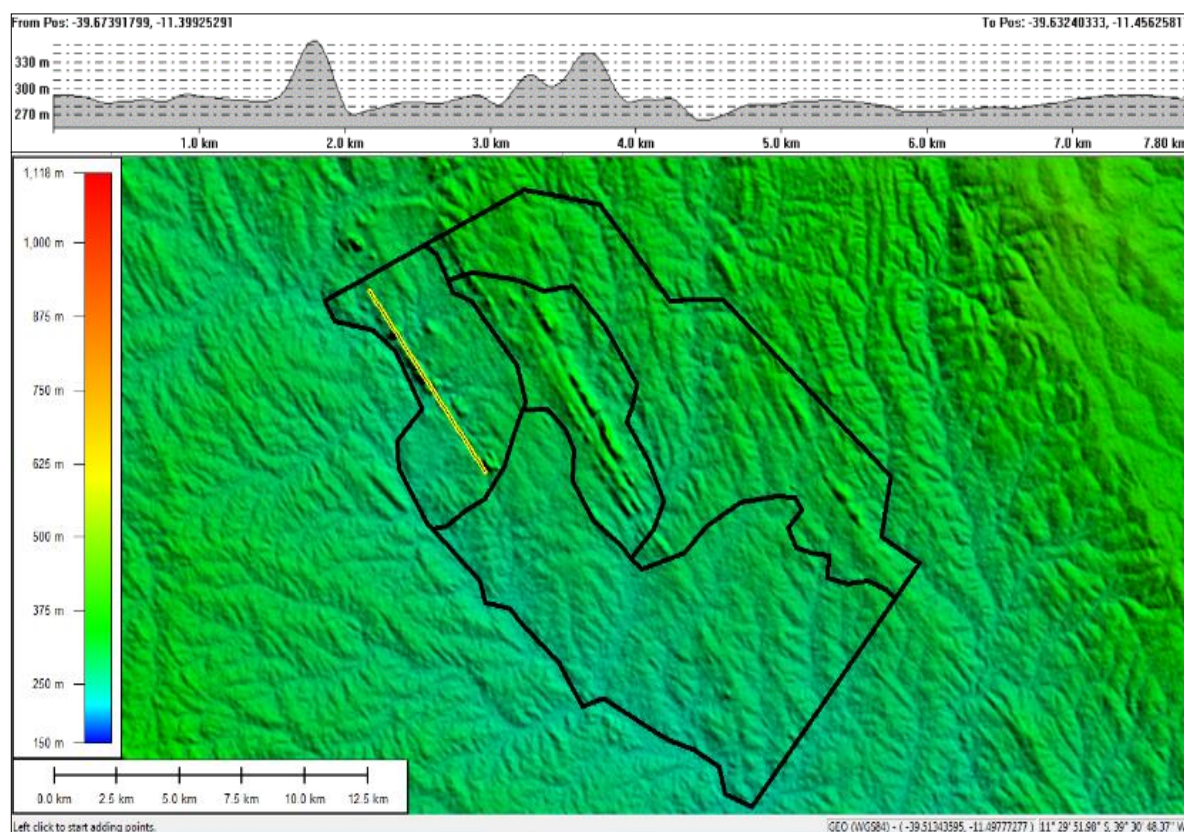 From Pos: -39.67391799, -11.39925291 To Pos: -39.63240333, -11.45625817
330 m
300 m
270 m
1.0 km 2.0 km 3.0 km 4.0 km 5.0 km 6.0 km 7.0 km 7.80 km
1,118 m
1,000 m
875 m
750 m
625 m
500 m
375 m
250 m
150 m
0.0 km 2.5 km 5.0 km 7.5 km 10.0 km 12.5 km
Left click to start adding points. GEO (WGS84) - ( -39.51343595, -11.49777277 ) 11° 29' 51.98" S, 39° 30' 48.37" W